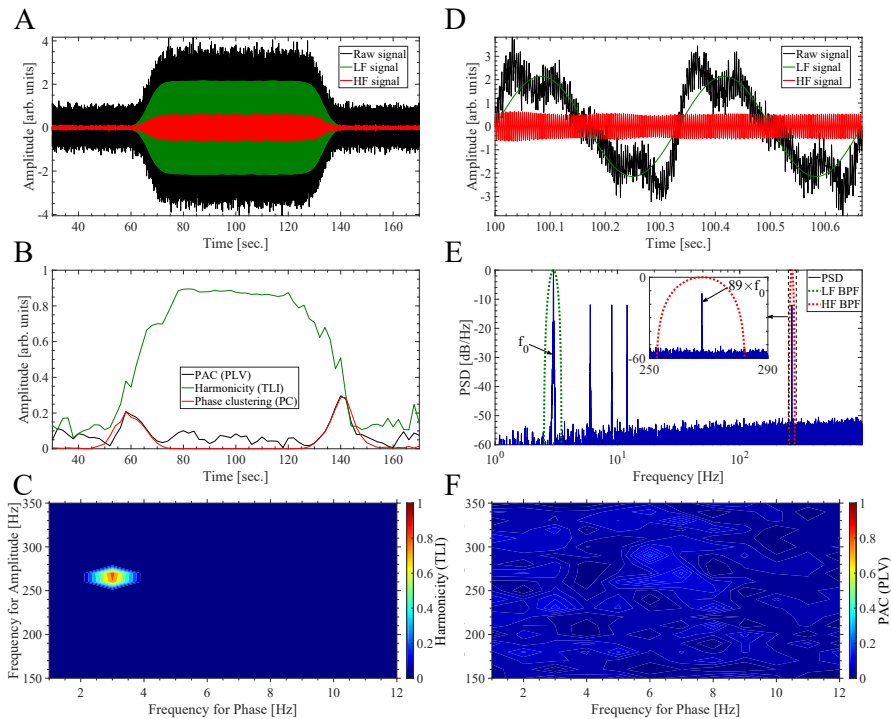 A
4
2
0
-2
-4
Amplitude [arb. units]
40 60 80 100 120 140 160
Time [sec.]
Raw signal
LF signal
HF signal
D
3
2
1
0
-1
-2
-3
Amplitude [arb. units]
100 100.1 100.2 100.3 100.4 100.5 100.6
Time [sec.]
Raw signal
LF signal
HF signal
B
1
0.8
0.6
0.4
0.2
0
Amplitude [arb. units]
40 60 80 100 120 140 160
Time [sec.]
PAC (PLV)
Harmonicity (TLI)
Phase clustering (PC)
E
0
-10
-20
-30
-40
-50
-60
PSD [dB/Hz]
10⁰ 10¹ 10²
Frequency [Hz]
f₀
0
-60
250 290
89×f₀
PSD
LF BPF
HF BPF
C
350
300
250
200
150
Frequency for Amplitude [Hz]
2 4 6 8 10 12
Frequency for Phase [Hz]
1
0.8
0.6
0.4
0.2
0
Harmonicity (TLI)
F
350
300
250
200
150
2 4 6 8 10 12
Frequency for Phase [Hz]
1
0.8
0.6
0.4
0.2
0
PAC (PLV)